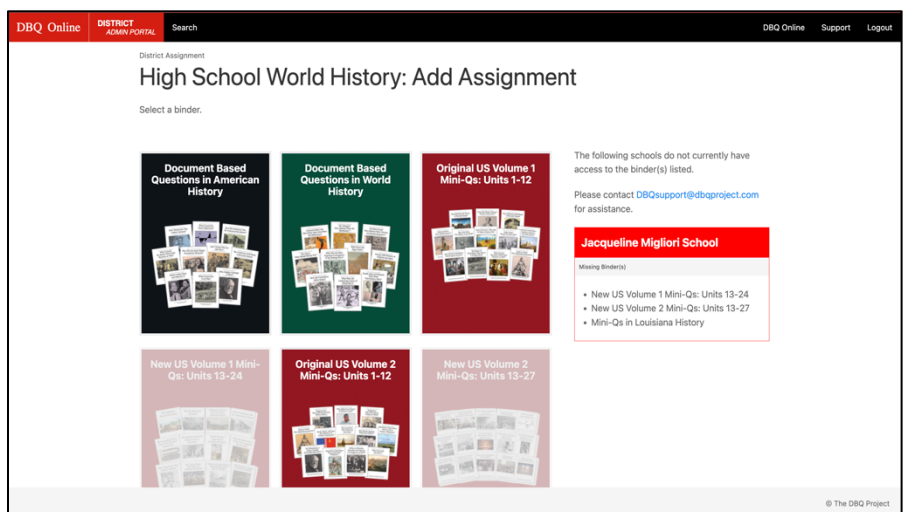 DBQ Online
DISTRICT
ADMIN PORTAL
Search
DBQ Online
Support
Logout
District Assignment
High School World History: Add Assignment
Select a binder.
Document Based
Questions in American
History
Document Based
Questions in World
History
Original US Volume 1
Mini-Qs: Units 1-12
New US Volume 1 Mini-
Qs: Units 13-24
Original US Volume 2
Mini-Qs: Units 1-12
New US Volume 2
Mini-Qs: Units 13-27
The following schools do not currently have
access to the binder(s) listed.
Please contact DBQsupport@dbqproject.com
for assistance.
Jacqueline Migliori School
Missing Binder(s)
• New US Volume 1 Mini-Qs: Units 13-24
• New US Volume 2 Mini-Qs: Units 13-27
• Mini-Qs in Louisiana History
© The DBQ Project